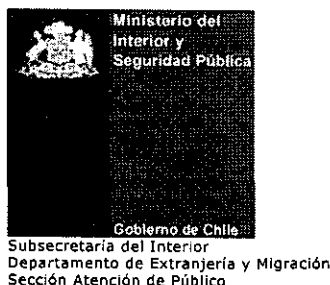 Ministerio del
Interior y
Seguridad Pública
Gobierno de Chile
Subsecretaría del Interior
Departamento de Extranjería y Migración
Sección Atención de Público